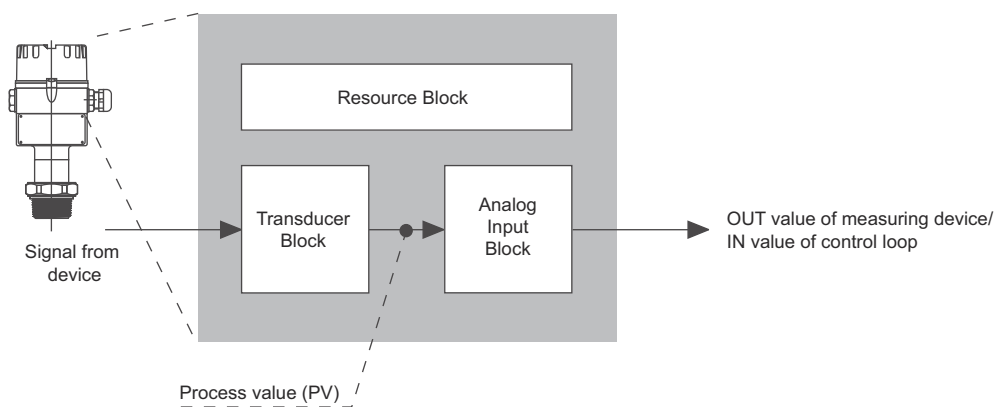 Resource Block
Transducer
Block
Analog
Input
Block
Signal from
device
OUT value of measuring device/
IN value of control loop
Process value (PV)